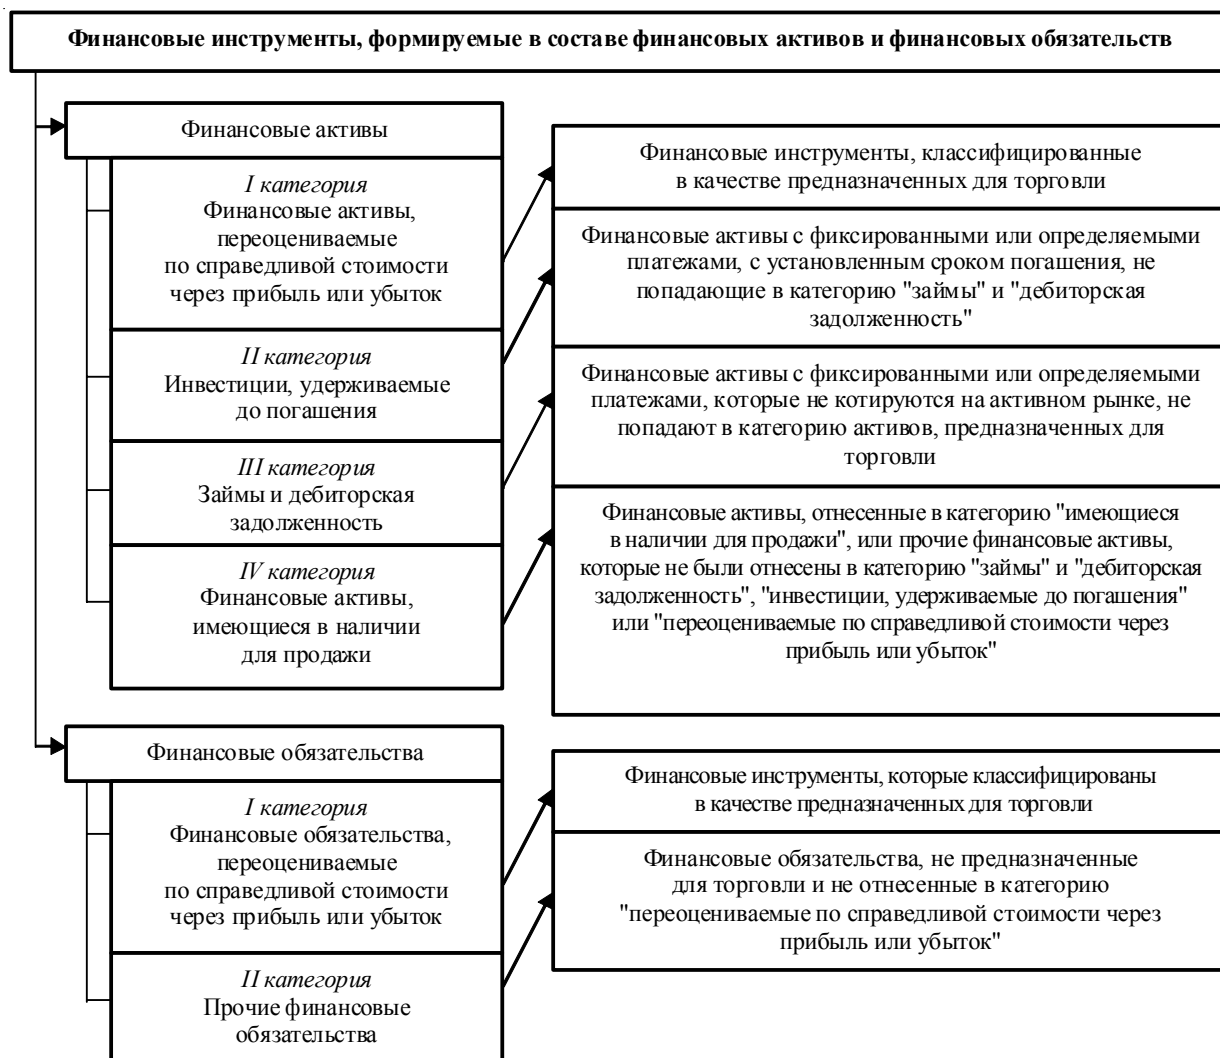 Финансовые инструменты, формируемые в составе финансовых активов и финансовых обязательств
Финансовые активы
I категория
Финансовые активы,
переоцениваемые
по справедливой стоимости
через прибыль или убыток
Финансовые инструменты, классифицированные
в качестве предназначенных для торговли
II категория
Инвестиции, удерживаемые
до погашения
Финансовые активы с фиксированными или определяемыми
платежами, с установленным сроком погашения, не
попадающие в категорию "займы" и "дебиторская
задолженность"
III категория
Займы и дебиторская
задолженность
Финансовые активы с фиксированными или определяемыми
платежами, которые не котируются на активном рынке, не
попадают в категорию активов, предназначенных для
торговли
IV категория
Финансовые активы,
имеющиеся в наличии
для продажи
Финансовые активы, отнесенные в категорию "имеющиеся
в наличии для продажи", или прочие финансовые активы,
которые не были отнесены в категорию "займы" и "дебиторская
задолженность", "инвестиции, удерживаемые до погашения"
или "переоцениваемые по справедливой стоимости через
прибыль или убыток"
Финансовые обязательства
I категория
Финансовые обязательства,
переоцениваемые
по справедливой стоимости
через прибыль или убыток
Финансовые инструменты, которые классифицированы
в качестве предназначенных для торговли
II категория
Прочие финансовые
обязательства
Финансовые обязательства, не предназначенные
для торговли и не отнесенные в категорию
"переоцениваемые по справедливой стоимости через
прибыль или убыток"